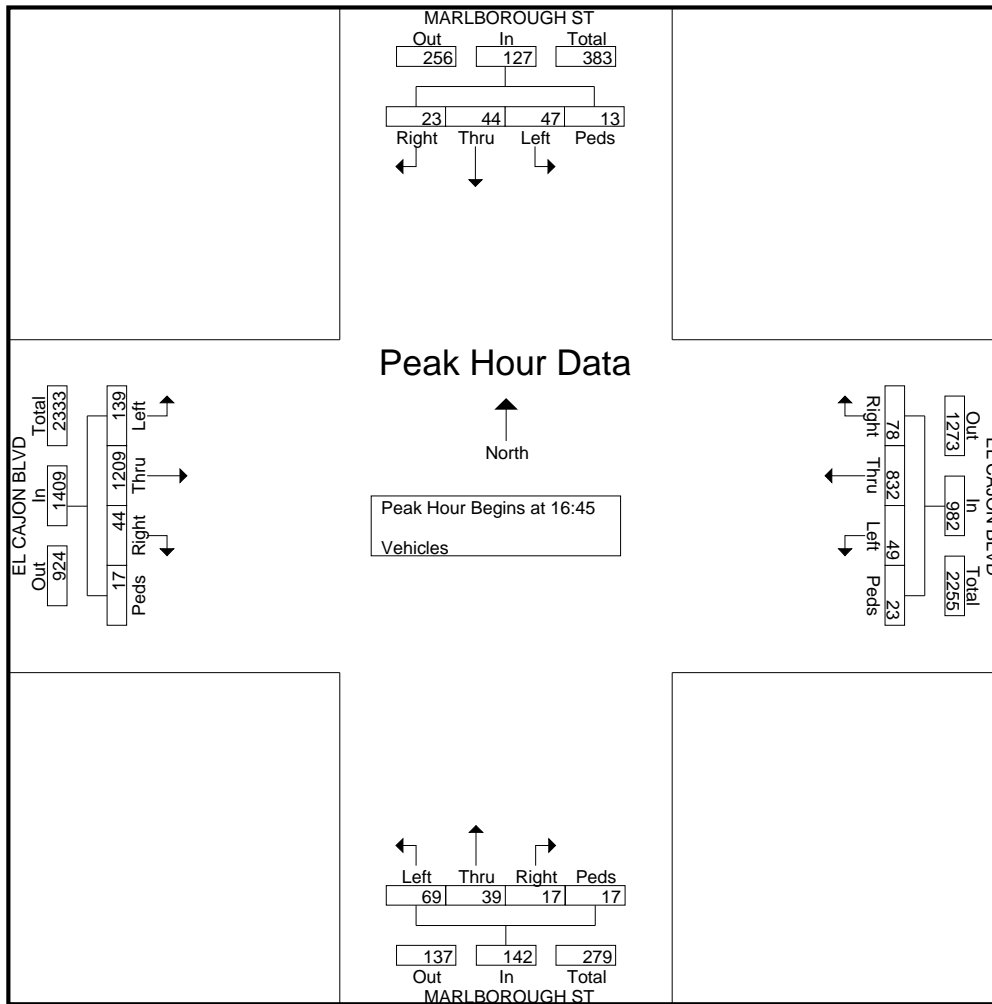 MARLBOROUGH ST
Out In Total
256 127 383
23 44 47 13
Right Thru Left Peds
Peak Hour Data
North
Peak Hour Begins at 16:45
Vehicles
EL CAJON BLVD
Out In Total
924 1409 2333
17 44 1209 139
Peds Right Thru Left
EL CAJON BLVD
Out In Total
1273 982 2255
78 832 49 23
Right Thru Left Peds
Left Thru Right Peds
69 39 17 17
137 142 279
Out In Total
MARLBOROUGH ST